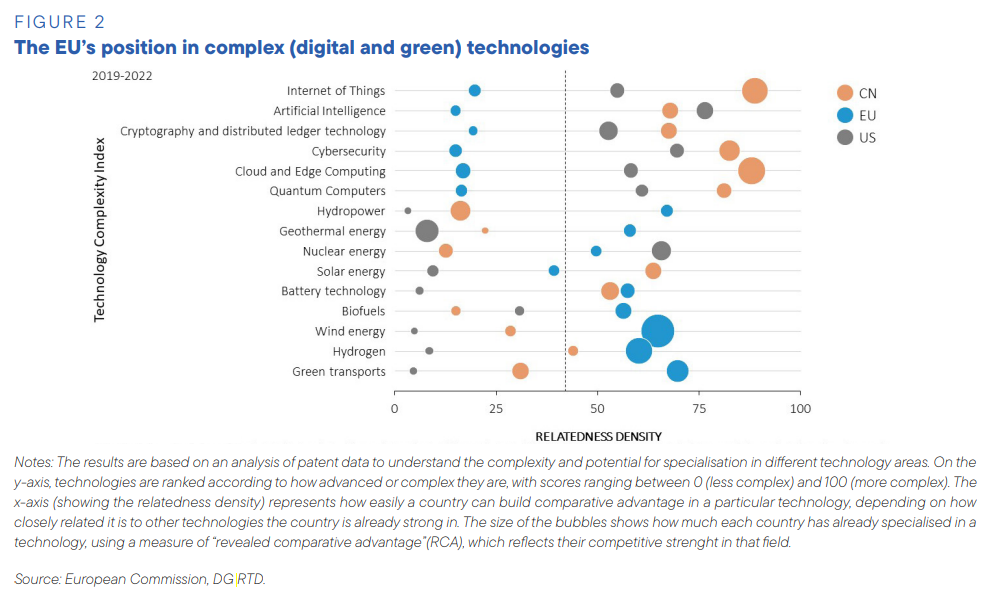 FIGURE 2
The EU's position in complex (digital and green) technologies
2019-2022
Technology Complexity Index
Internet of Things
Artificial Intelligence
Cryptography and distributed ledger technology
Cybersecurity
Cloud and Edge Computing
Quantum Computers
Hydropower
Geothermal energy
Nuclear energy
Solar energy
Battery technology
Biofuels
Wind energy
Hydrogen
Green transports
CN
EU
US
0 25 50 75 100
RELATEDNESS DENSITY
Notes: The results are based on an analysis of patent data to understand the complexity and potential for specialisation in different technology areas. On the
y-axis, technologies are ranked according to how advanced or complex they are, with scores ranging between 0 (less complex) and 100 (more complex). The
x-axis (showing the relatedness density) represents how easily a country can build comparative advantage in a particular technology, depending on how
closely related it is to other technologies the country is already strong in. The size of the bubbles shows how much each country has already specialised in a
technology, using a measure of "revealed comparative advantage"(RCA), which reflects their competitive strenght in that field.
Source: European Commission, DG RTD.